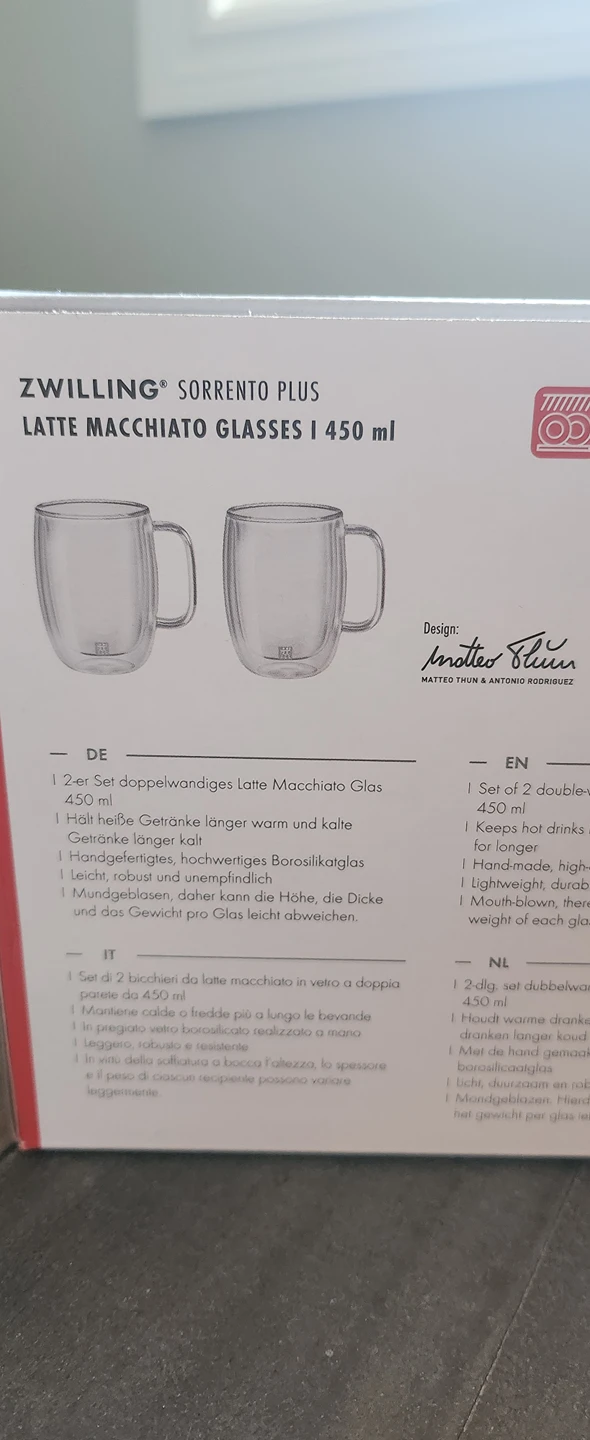 ZWILLING® SORRENTO PLUS
LATTE MACCHIATO GLASSES | 450 ml
Design:
Matteo Thun
MATTEO THUN & ANTONIO RODRIGUEZ
DE
| 2-er Set doppelwandiges Latte Macchiato Glas
450 ml
| Hält heiße Getränke länger warm und kalte
Getränke länger kalt
| Handgefertigtes, hochwertiges Borosilikatglas
| Leicht, robust und unempfindlich
| Mundgeblasen, daher kann die Höhe, die Dicke
und das Gewicht pro Glas leicht abweichen.
EN
| Set of 2 double-
450 ml
| Keeps hot drinks
for longer
| Hand-made, high-
| Lightweight, durab
| Mouth-blown, there
weight of each gla
IT
| Set di 2 bicchieri da latte macchiato in vetro a doppia
parete da 450 ml
| Mantiene calde o fredde più a lungo le bevande
| In pregiato vetro borosilicato realizzato a mano
| Leggero, robusto e resistente
| In virtù della soffiatura a bocca l'altezza, lo spessore
e il peso di ciascun recipiente possono variare
leggermente.
NL
| 2-dlg. set dubbelwa
450 ml
| Houdt warme dranke
dranken langer koud
| Met de hand gemaak
borosilicaatglas
| Licht, duurzaam en rob
| Mondgeblazen. Hierd
het gewicht per glas